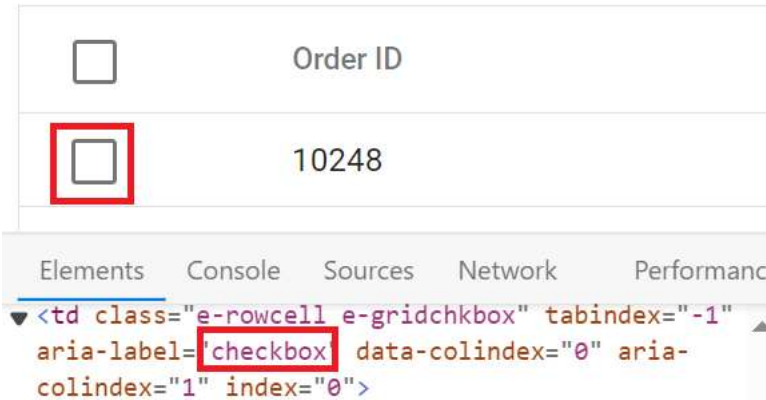 Order ID
10248
Elements Console Sources Network Performanc
<td class="e-rowcell e-gridchkbox" tabindex="-1"
aria-label="checkbox" data-colindex="0" aria-
colindex="1" index="0">